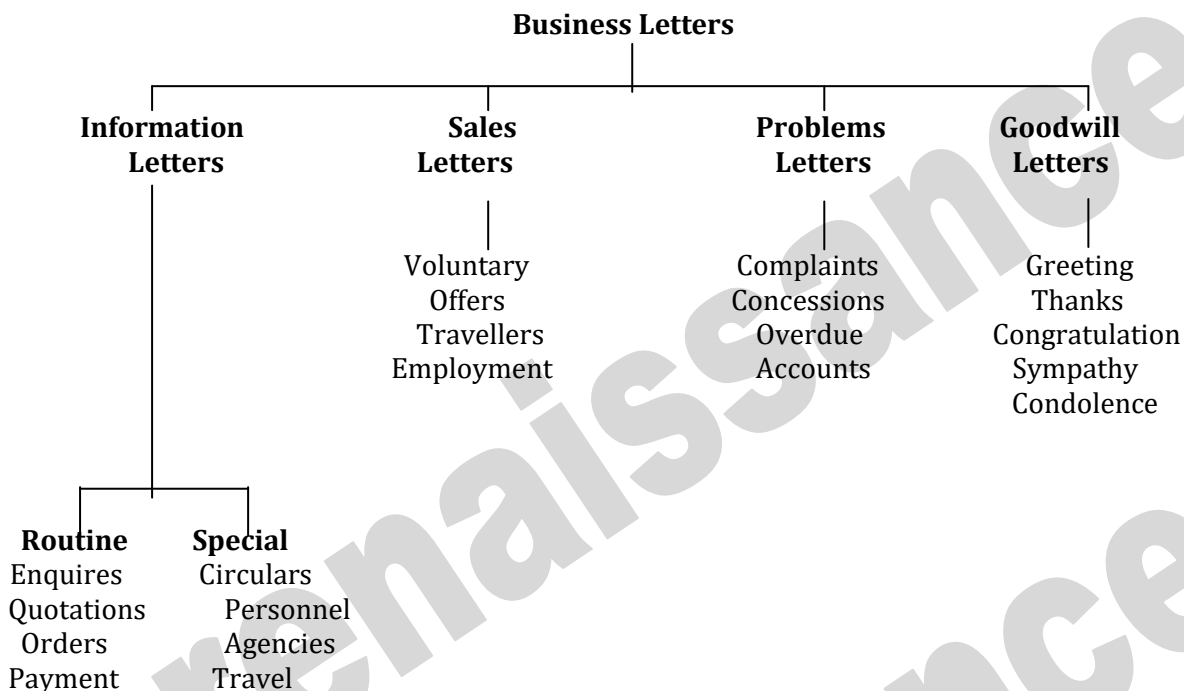 Business Letters
Information Letters
Sales Letters
Problems Letters
Goodwill Letters
Voluntary
Offers
Travellers
Employment
Complaints
Concessions
Overdue
Accounts
Greeting
Thanks
Congratulation
Sympathy
Condolence
Routine
Enquires
Quotations
Orders
Payment
Special
Circulars
Personnel
Agencies
Travel
renaissance